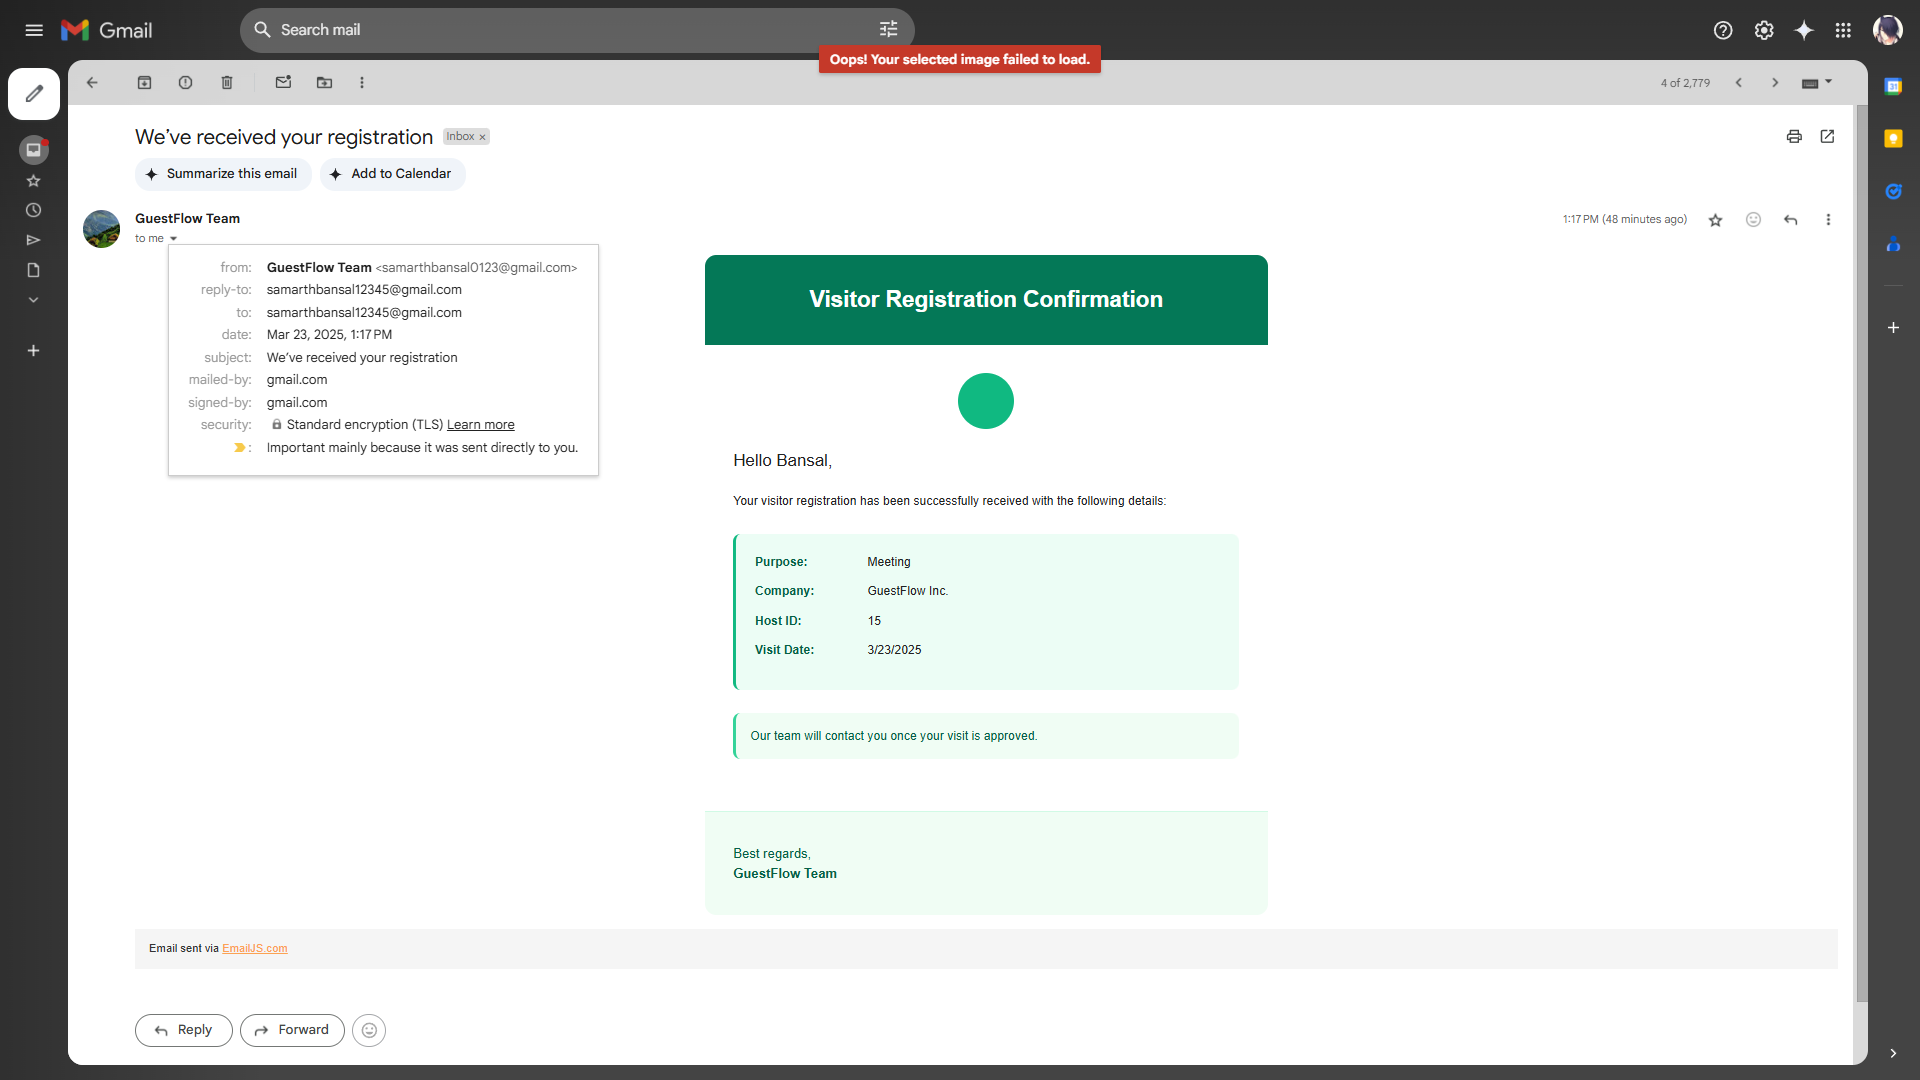 Gmail
Search mail
Oops! Your selected image failed to load.
4 of 2,779
We’ve received your registration
Inbox x
Summarize this email
Add to Calendar
GuestFlow Team
1:17 PM (48 minutes ago)
to me
from: GuestFlow Team <samarthbansal0123@gmail.com>
reply-to: samarthbansal12345@gmail.com
to: samarthbansal12345@gmail.com
date: Mar 23, 2025, 1:17 PM
subject: We’ve received your registration
mailed-by: gmail.com
signed-by: gmail.com
security: Standard encryption (TLS) Learn more
: Important mainly because it was sent directly to you.
Visitor Registration Confirmation
Hello Bansal,
Your visitor registration has been successfully received with the following details:
Purpose: Meeting
Company: GuestFlow Inc.
Host ID: 15
Visit Date: 3/23/2025
Our team will contact you once your visit is approved.
Best regards,
GuestFlow Team
Email sent via EmailJS.com
Reply
Forward
31